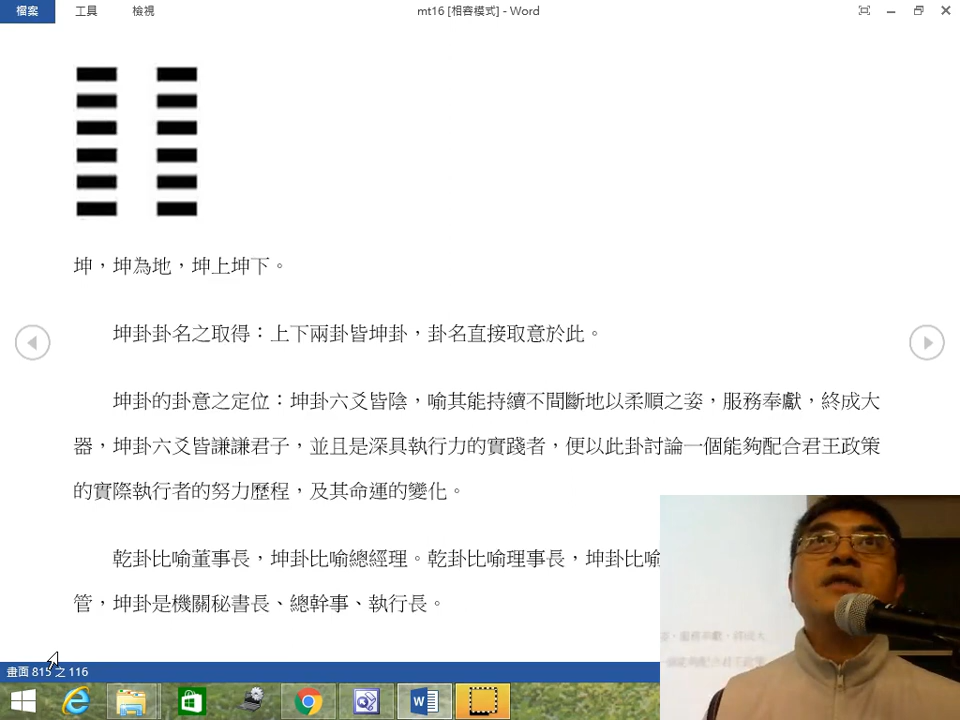 檔案 工具 檢視 mt16 [相容模式] - Word
坤，坤為地，坤上坤下。
坤卦卦名之取得：上下兩卦皆坤卦，卦名直接取意於此。
坤卦的卦意之定位：坤卦六爻皆陰，喻其能持續不間斷地以柔順之姿，服務奉獻，終成大
器，坤卦六爻皆謙謙君子，並且是深具執行力的實踐者，便以此卦討論一個能夠配合君王政策
的實際執行者的努力歷程，及其命運的變化。
乾卦比喻董事長，坤卦比喻總經理。乾卦比喻理事長，坤卦比喻
管，坤卦是機關秘書長、總幹事、執行長。
畫面 815 之 116